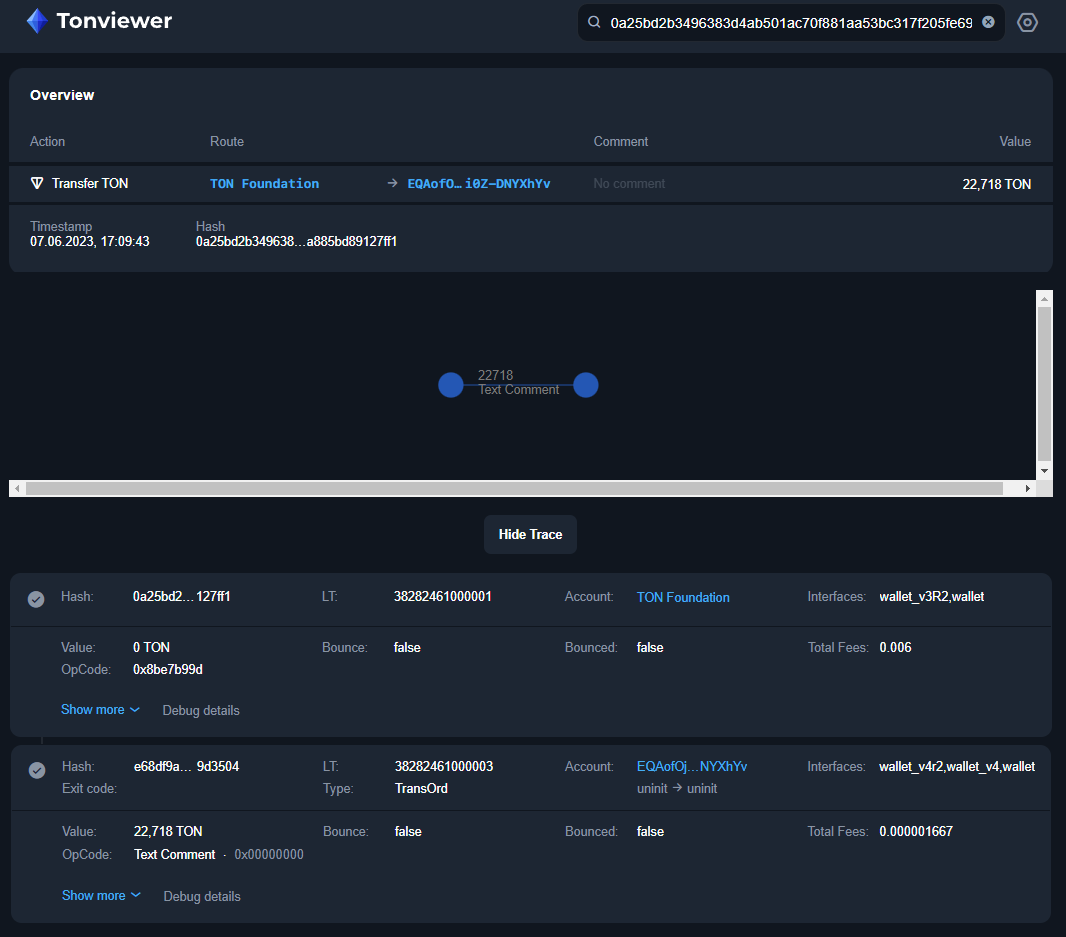 Tonviewer
0a25bd2b3496383d4ab501ac70f881aa53bc317f205fe69
Overview
Action Route Comment Value
Transfer TON TON Foundation → EQAofO…i0Z-DNYXhYv No comment 22,718 TON
Timestamp Hash
07.06.2023, 17:09:43 0a25bd2b349638…a885bd89127ff1
22718
Text Comment
Hide Trace
Hash: 0a25bd2…127ff1 LT: 38282461000001 Account: TON Foundation Interfaces: wallet_v3R2,wallet
Value: 0 TON Bounce: false Bounced: false Total Fees: 0.006
OpCode: 0x8be7b99d
Show more Debug details
Hash: e68df9a… 9d3504 LT: 38282461000003 Account: EQAofOj…NYXhYv Interfaces: wallet_v4r2,wallet_v4,wallet
Exit code: Type: TransOrd uninit → uninit
Value: 22,718 TON Bounce: false Bounced: false Total Fees: 0.000001667
OpCode: Text Comment · 0x00000000
Show more Debug details